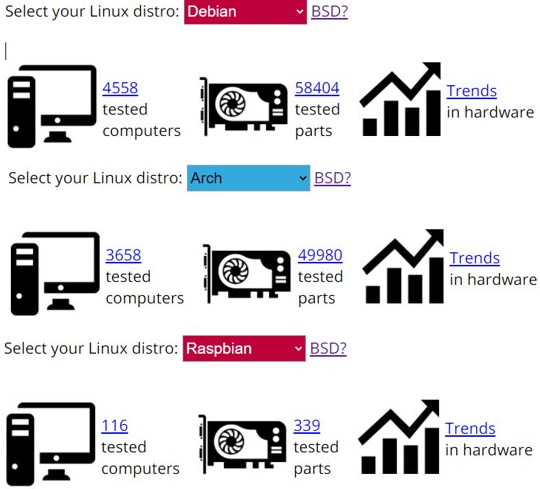 Select your Linux distro: Debian BSD?
4558 58404 Trends
tested tested in hardware
computers parts
Select your Linux distro: Arch BSD?
3658 49980 Trends
tested tested in hardware
computers parts
Select your Linux distro: Raspbian BSD?
116 339 Trends
tested tested in hardware
computers parts